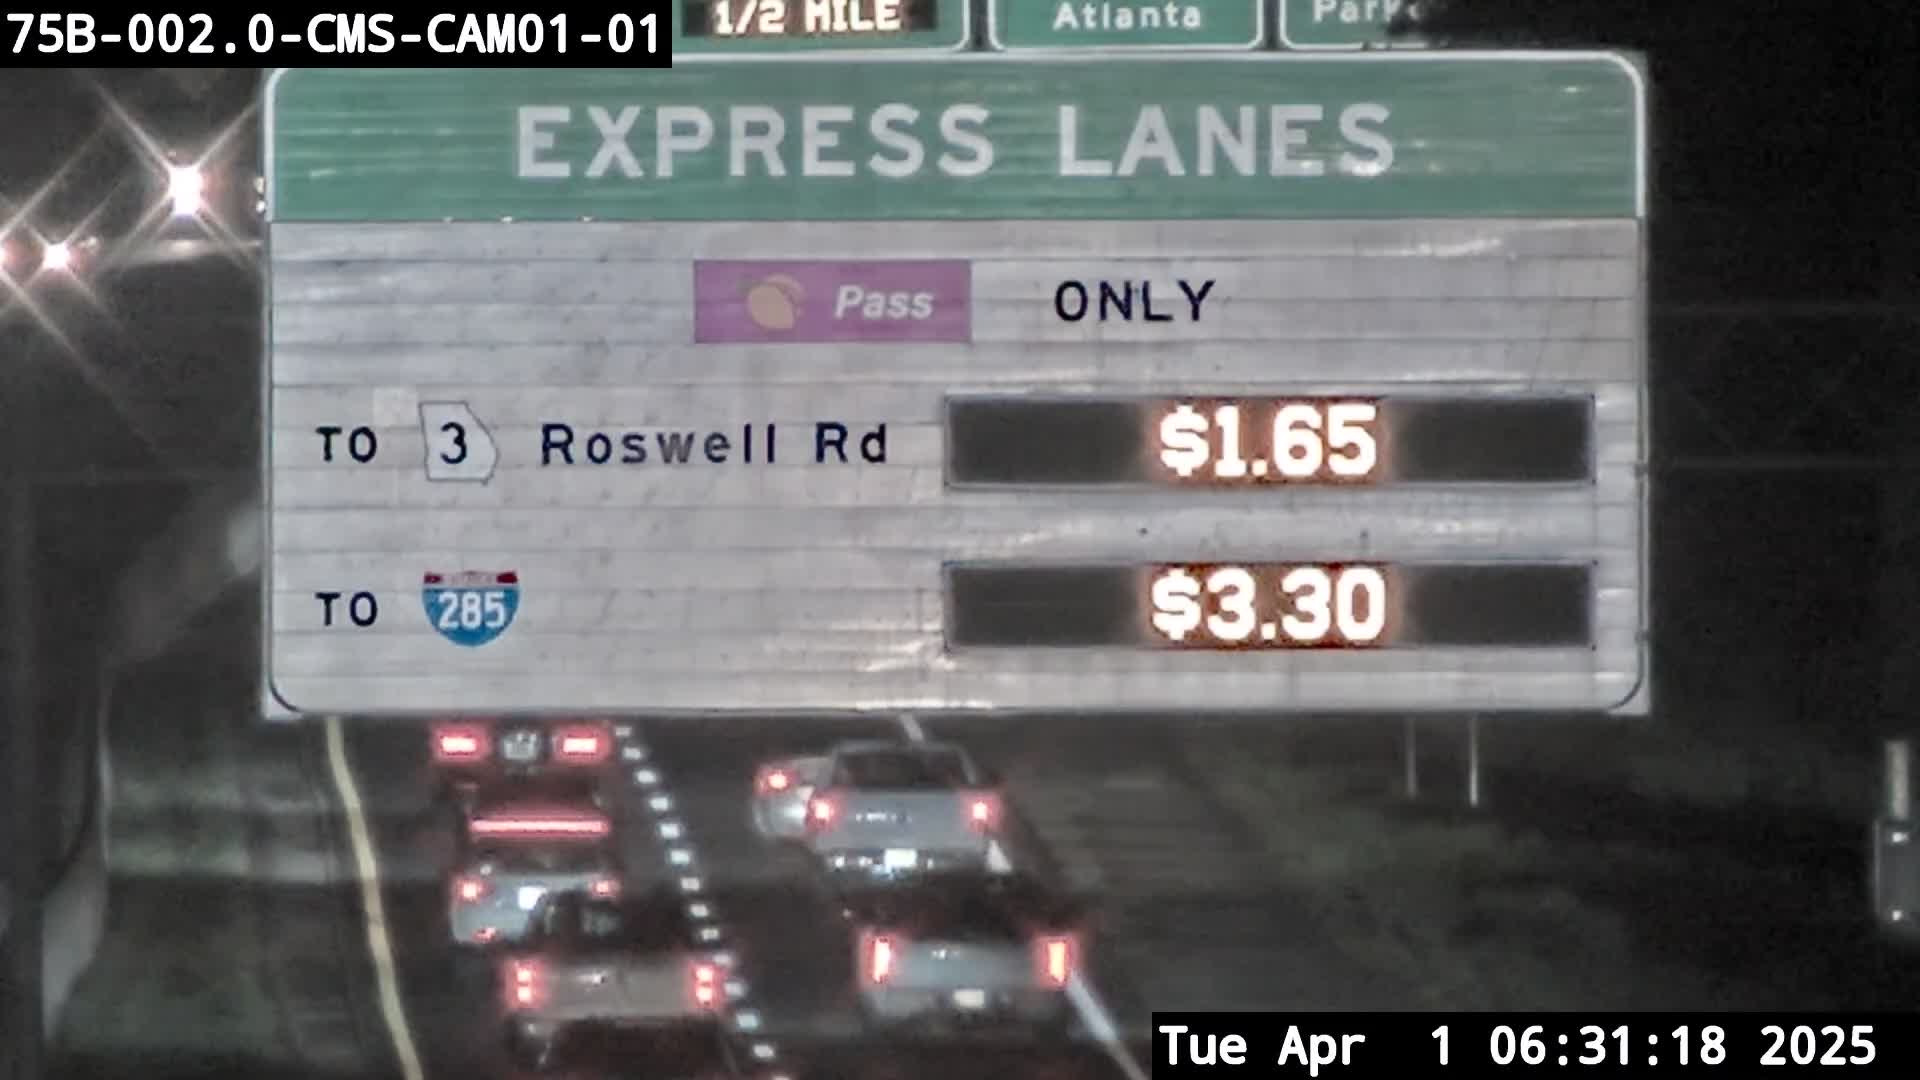 75B-002.0-CMS-CAM01-01
1/2 MILE
Atlanta
EXPRESS LANES
Pass ONLY
TO 3 Roswell Rd $1.65
TO 285 $3.30
Tue Apr 1 06:31:18 2025